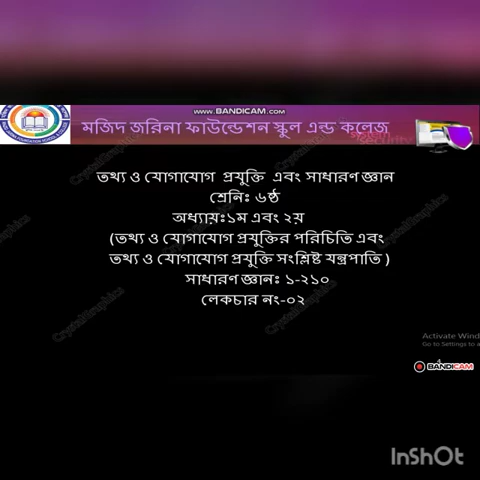 www.BANDICAM.com
মজিদ জরিনা ফাউন্ডেশন স্কুল এন্ড কলেজ
তথ্য ও যোগাযোগ প্রযুক্তি এবং সাধারণ জ্ঞান
শ্রেনিঃ ৬ষ্ঠ
অধ্যায়ঃ১ম এবং ২য়
(তথ্য ও যোগাযোগ প্রযুক্তির পরিচিতি এবং
তথ্য ও যোগাযোগ প্রযুক্তি সংশ্লিষ্ট যন্ত্রপাতি )
সাধারণ জ্ঞানঃ ১-২১০
লেকচার নং-০২
Activate Wind
Go to Settings to a
BANDICAM
InShOt